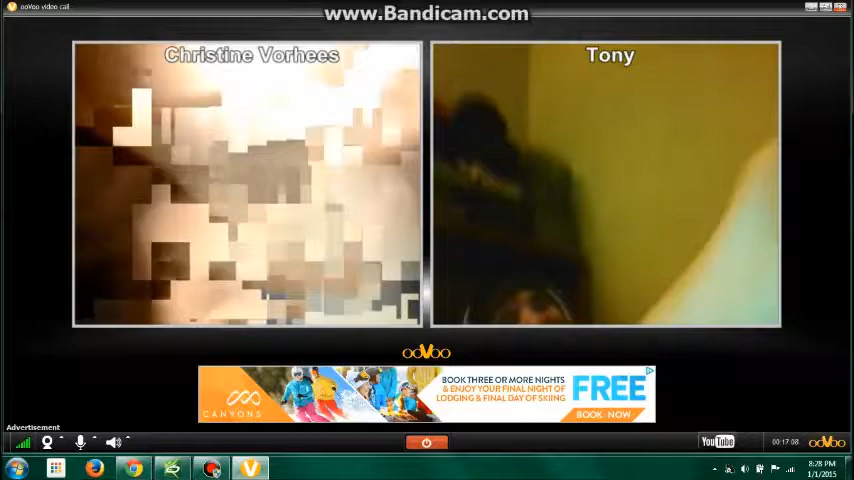 ooVoo video call
www.Bandicam.com
Christine Vorhees
Tony
ooVoo
CANYONS
BOOK THREE OR MORE NIGHTS
& ENJOY YOUR FINAL NIGHT OF
LODGING & FINAL DAY OF SKIING
FREE
BOOK NOW
Advertisement
YouTube
00:17:08
ooVoo
8:28 PM
1/1/2015